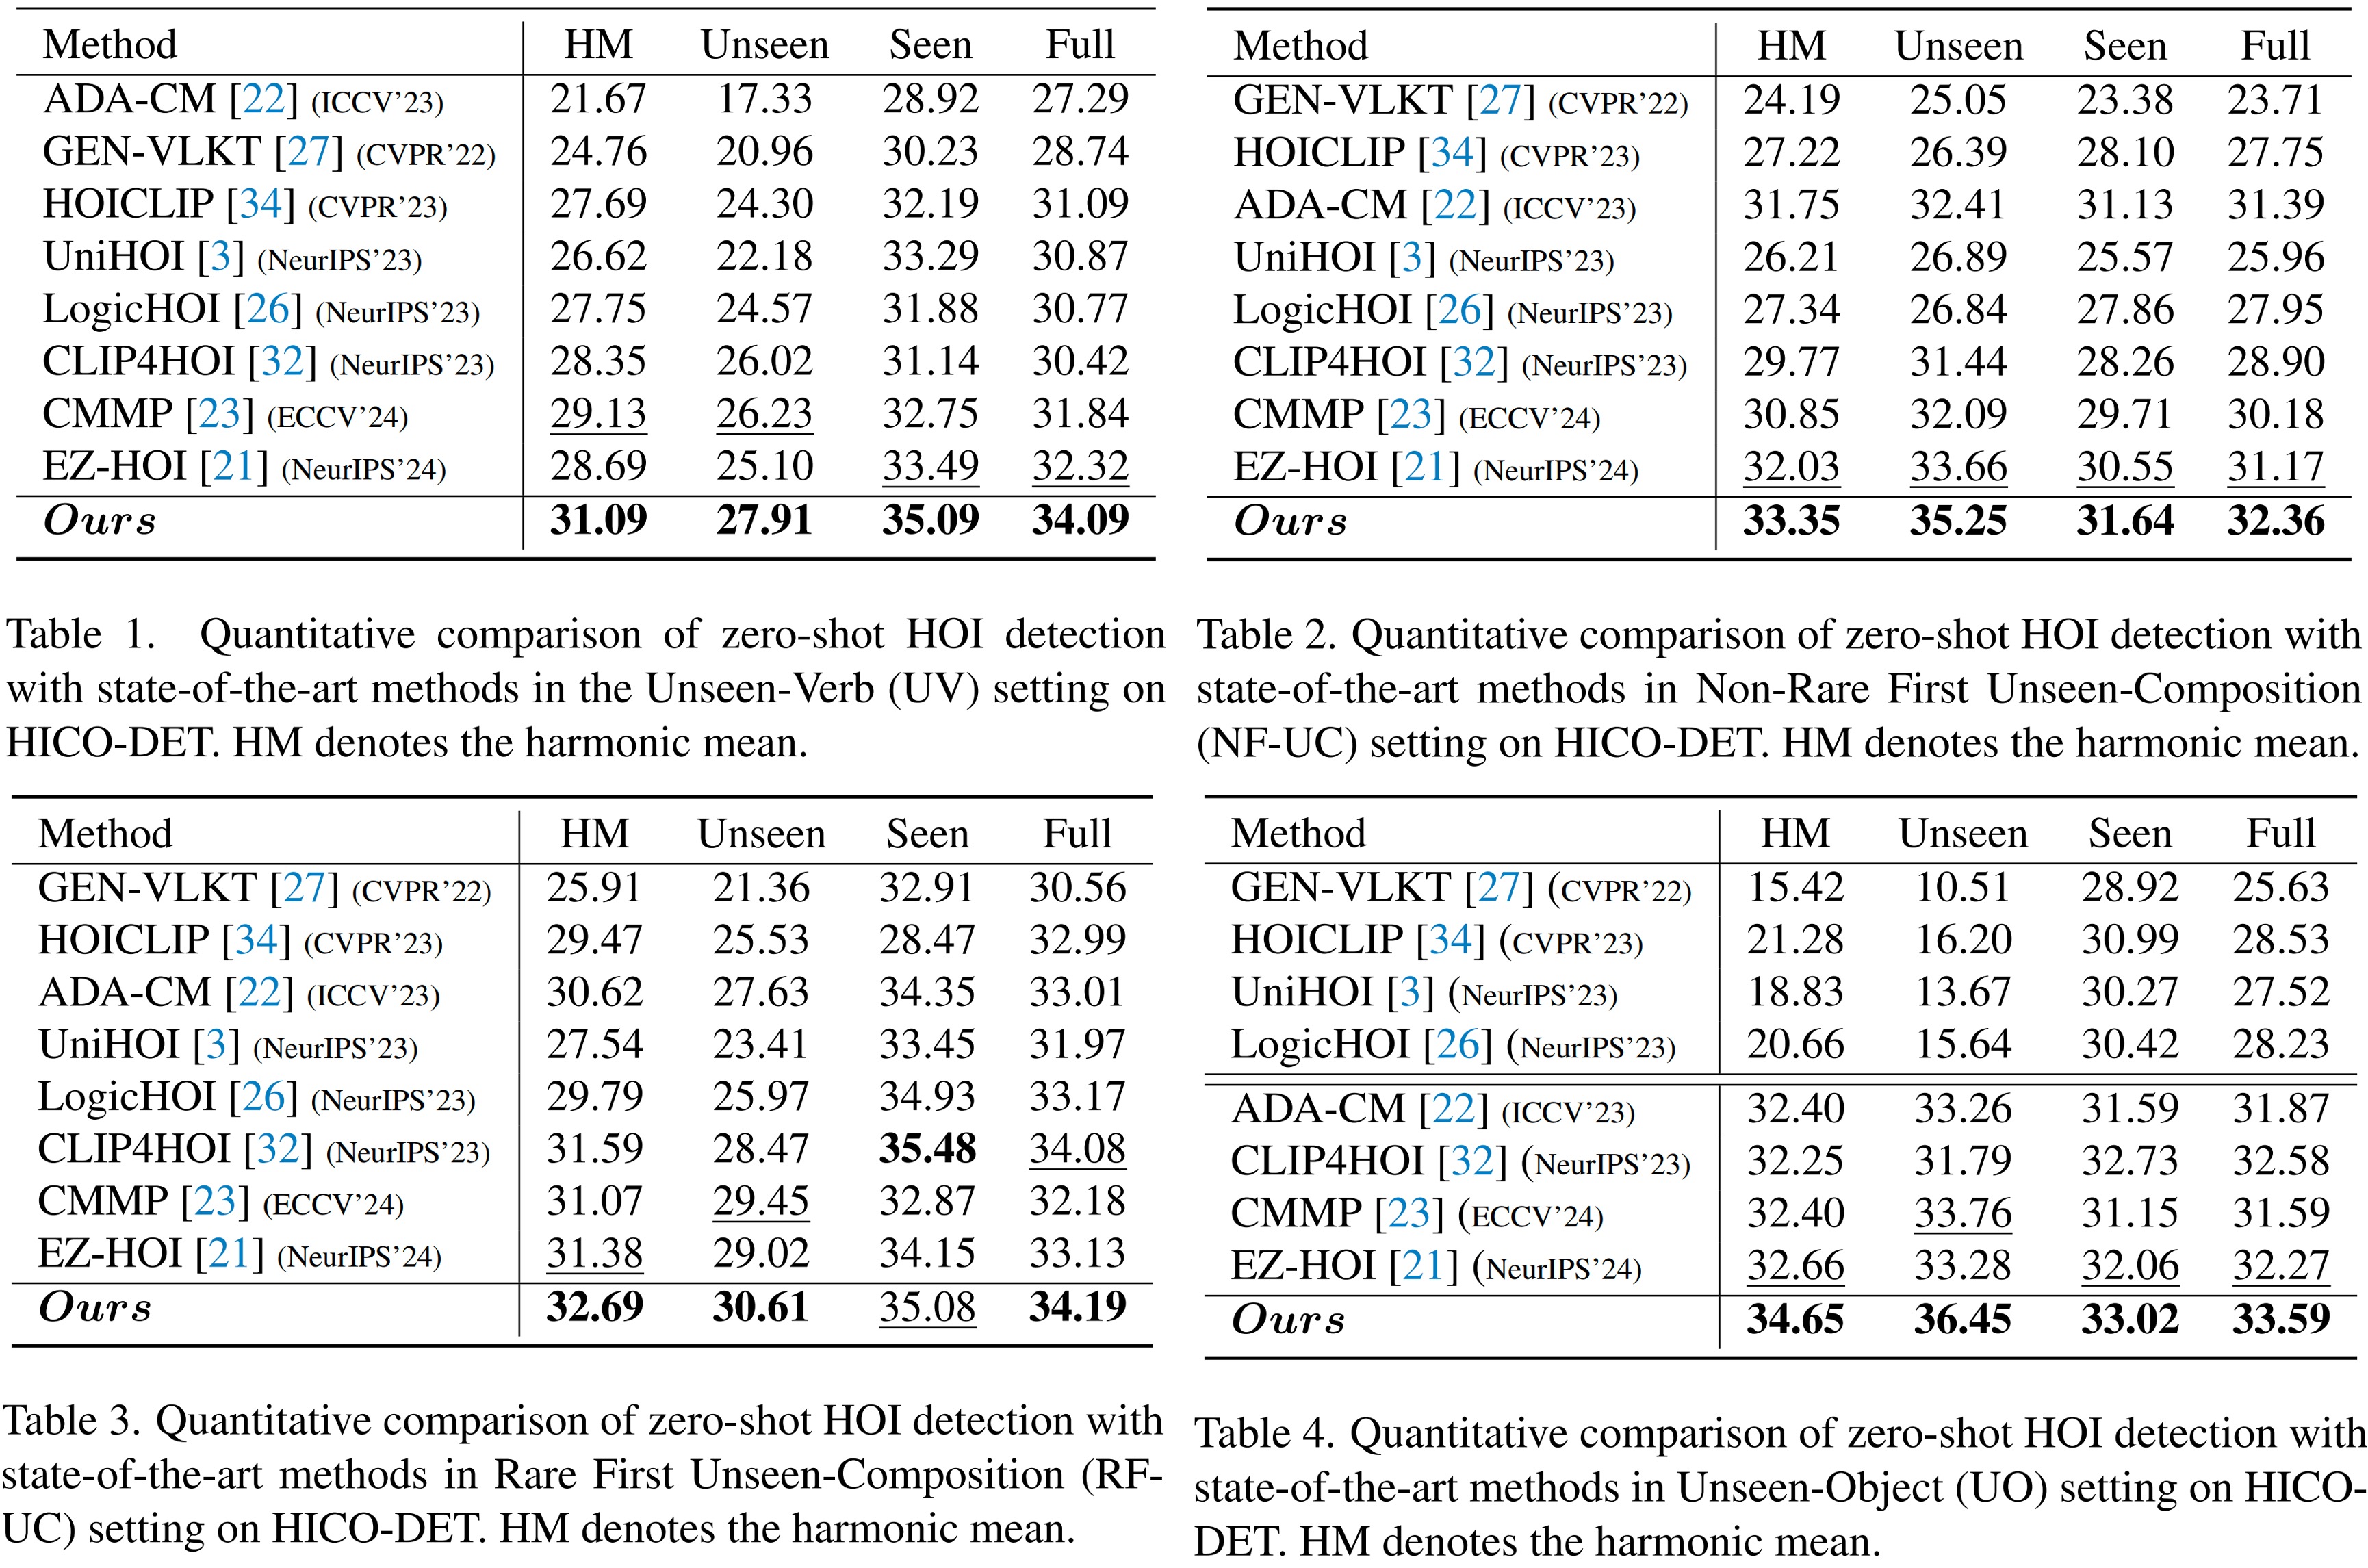 Method HM Unseen Seen Full
ADA-CM [22] (ICCV’23) 21.67 17.33 28.92 27.29
GEN-VLKT [27] (CVPR’22) 24.76 20.96 30.23 28.74
HOICLIP [34] (CVPR’23) 27.69 24.30 32.19 31.09
UniHOI [3] (NeurIPS’23) 26.62 22.18 33.29 30.87
LogicHOI [26] (NeurIPS’23) 27.75 24.57 31.88 30.77
CLIP4HOI [32] (NeurIPS’23) 28.35 26.02 31.14 30.42
CMMP [23] (ECCV’24) 29.13 26.23 32.75 31.84
EZ-HOI [21] (NeurIPS’24) 28.69 25.10 33.49 32.32
Ours 31.09 27.91 35.09 34.09
Table 1. Quantitative comparison of zero-shot HOI detection
with state-of-the-art methods in the Unseen-Verb (UV) setting on
HICO-DET. HM denotes the harmonic mean.
Method HM Unseen Seen Full
GEN-VLKT [27] (CVPR’22) 24.19 25.05 23.38 23.71
HOICLIP [34] (CVPR’23) 27.22 26.39 28.10 27.75
ADA-CM [22] (ICCV’23) 31.75 32.41 31.13 31.39
UniHOI [3] (NeurIPS’23) 26.21 26.89 25.57 25.96
LogicHOI [26] (NeurIPS’23) 27.34 26.84 27.86 27.95
CLIP4HOI [32] (NeurIPS’23) 29.77 31.44 28.26 28.90
CMMP [23] (ECCV’24) 30.85 32.09 29.71 30.18
EZ-HOI [21] (NeurIPS’24) 32.03 33.66 30.55 31.17
Ours 33.35 35.25 31.64 32.36
Table 2. Quantitative comparison of zero-shot HOI detection with
state-of-the-art methods in Non-Rare First Unseen-Composition
(NF-UC) setting on HICO-DET. HM denotes the harmonic mean.
Method HM Unseen Seen Full
GEN-VLKT [27] (CVPR’22) 25.91 21.36 32.91 30.56
HOICLIP [34] (CVPR’23) 29.47 25.53 28.47 32.99
ADA-CM [22] (ICCV’23) 30.62 27.63 34.35 33.01
UniHOI [3] (NeurIPS’23) 27.54 23.41 33.45 31.97
LogicHOI [26] (NeurIPS’23) 29.79 25.97 34.93 33.17
CLIP4HOI [32] (NeurIPS’23) 31.59 28.47 35.48 34.08
CMMP [23] (ECCV’24) 31.07 29.45 32.87 32.18
EZ-HOI [21] (NeurIPS’24) 31.38 29.02 34.15 33.13
Ours 32.69 30.61 35.08 34.19
Table 3. Quantitative comparison of zero-shot HOI detection with
state-of-the-art methods in Rare First Unseen-Composition (RF-
UC) setting on HICO-DET. HM denotes the harmonic mean.
Method HM Unseen Seen Full
GEN-VLKT [27] (CVPR’22) 15.42 10.51 28.92 25.63
HOICLIP [34] (CVPR’23) 21.28 16.20 30.99 28.53
UniHOI [3] (NeurIPS’23) 18.83 13.67 30.27 27.52
LogicHOI [26] (NeurIPS’23) 20.66 15.64 30.42 28.23
ADA-CM [22] (ICCV’23) 32.40 33.26 31.59 31.87
CLIP4HOI [32] (NeurIPS’23) 32.25 31.79 32.73 32.58
CMMP [23] (ECCV’24) 32.40 33.76 31.15 31.59
EZ-HOI [21] (NeurIPS’24) 32.66 33.28 32.06 32.27
Ours 34.65 36.45 33.02 33.59
Table 4. Quantitative comparison of zero-shot HOI detection with
state-of-the-art methods in Unseen-Object (UO) setting on HICO-
DET. HM denotes the harmonic mean.